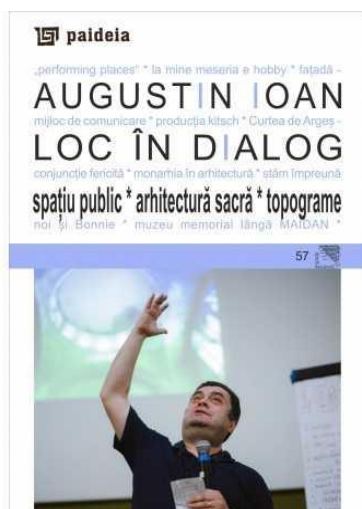 paideia
„performing places" * la mine meseria e hobby * fațadă -
AUGUSTIN IOAN
mijloc de comunicare * producția kitsch * Curtea de Argeș -
LOC ÎN DIALOG
conjuncție fericită * monarhia în arhitectură * stăm împreună
spațiu public * arhitectură sacră * topograme
noi și Bonnie * muzeu memorial lângă MAIDAN *
57